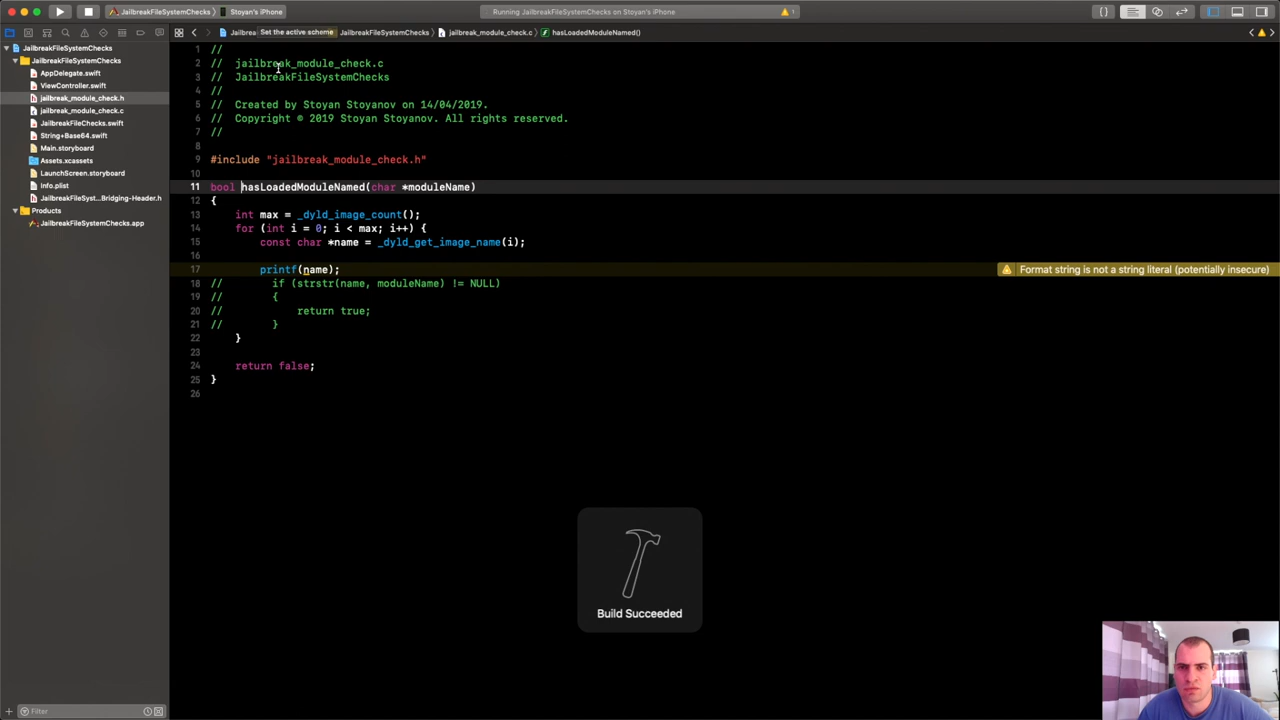 JailbreakFileSystemChecks
Stoyan's iPhone
Running JailbreakFileSystemChecks on Stoyan's iPhone
1
Jailbrea
Set the active scheme
JailbreakFileSystemChecks
jailbreak_module_check.c
hasLoadedModuleNamed()
JailbreakFileSystemChecks
JailbreakFileSystemChecks
AppDelegate.swift
ViewController.swift
jailbreak_module_check.h
jailbreak_module_check.c
JailbreakFileChecks.swift
String+Base64.swift
Main.storyboard
Assets.xcassets
LaunchScreen.storyboard
Info.plist
JailbreakFileSyst...Bridging-Header.h
Products
JailbreakFileSystemChecks.app
1 //
2 // jailbreak_module_check.c
3 // JailbreakFileSystemChecks
4 //
5 // Created by Stoyan Stoyanov on 14/04/2019.
6 // Copyright © 2019 Stoyan Stoyanov. All rights reserved.
7 //
8
9 #include "jailbreak_module_check.h"
10
11 bool hasLoadedModuleNamed(char *moduleName)
12 {
13 int max = _dyld_image_count();
14 for (int i = 0; i < max; i++) {
15 const char *name = _dyld_get_image_name(i);
16
17 printf(name); Format string is not a string literal (potentially insecure)
18 // if (strstr(name, moduleName) != NULL)
19 // {
20 // return true;
21 // }
22 }
23
24 return false;
25 }
26
Build Succeeded
Filter